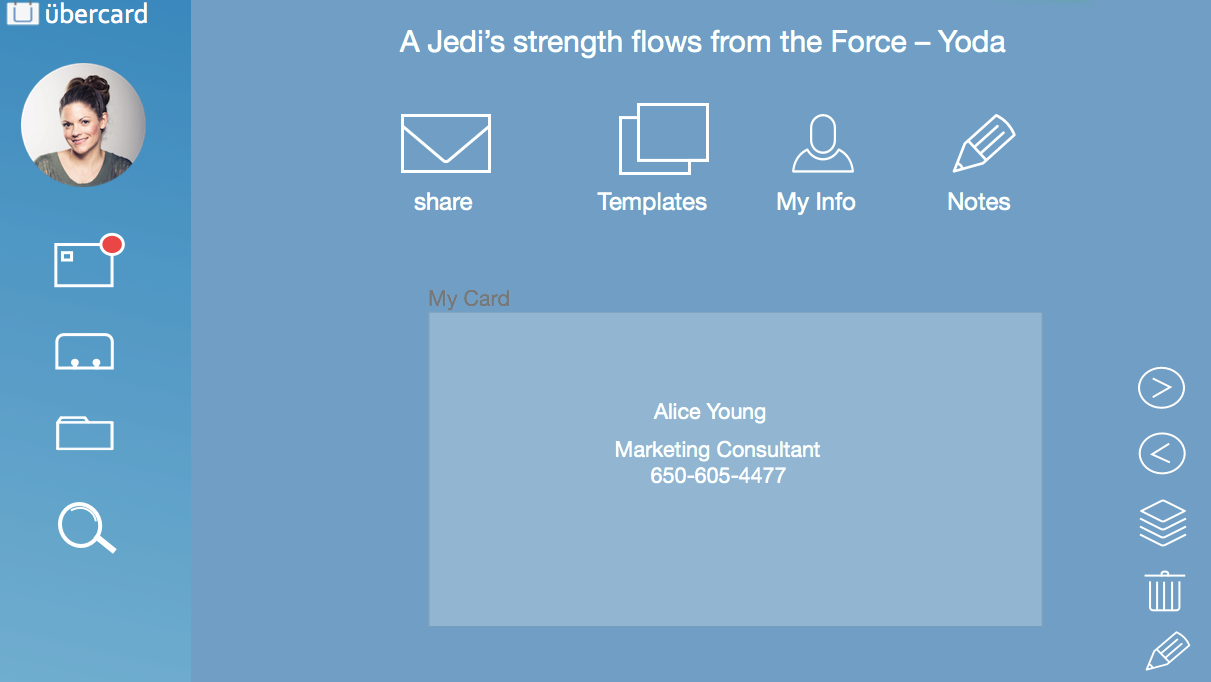 übercard
A Jedi’s strength flows from the Force – Yoda
share
Templates
My Info
Notes
My Card
Alice Young
Marketing Consultant
650-605-4477